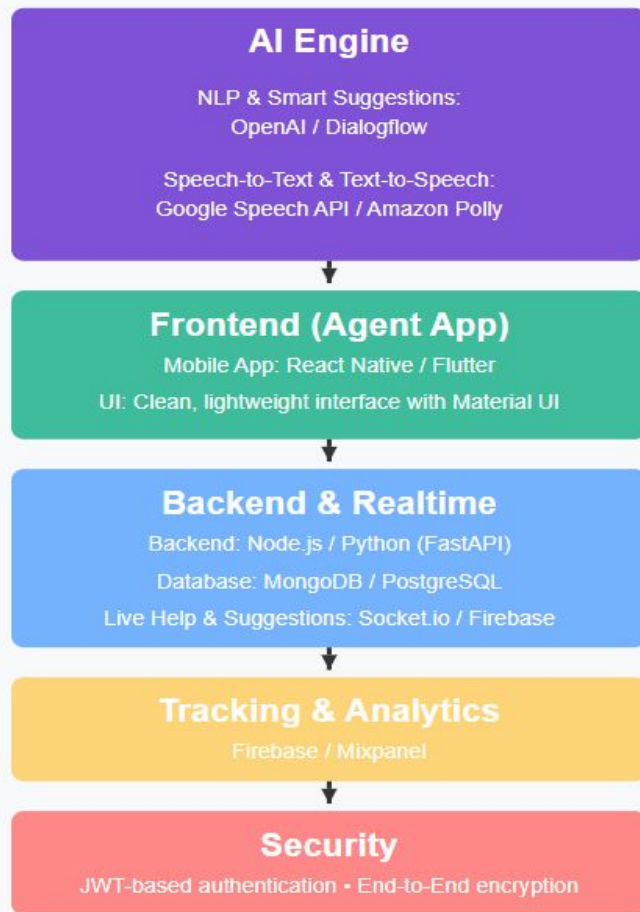 AI Engine
NLP & Smart Suggestions:
OpenAI / Dialogflow
Speech-to-Text & Text-to-Speech:
Google Speech API / Amazon Polly
Frontend (Agent App)
Mobile App: React Native / Flutter
UI: Clean, lightweight interface with Material UI
Backend & Realtime
Backend: Node.js / Python (FastAPI)
Database: MongoDB / PostgreSQL
Live Help & Suggestions: Socket.io / Firebase
Tracking & Analytics
Firebase / Mixpanel
Security
JWT-based authentication • End-to-End encryption